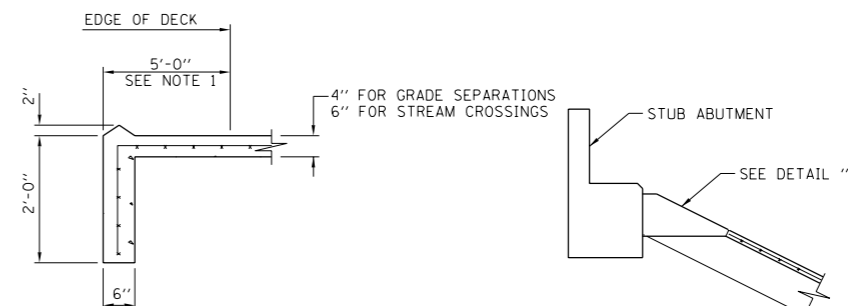 EDGE OF DECK
5'-0"
SEE NOTE 1
2"
4" FOR GRADE SEPARATIONS
6" FOR STREAM CROSSINGS
2'-0"
6"
STUB ABUTMENT
SEE DETAIL "